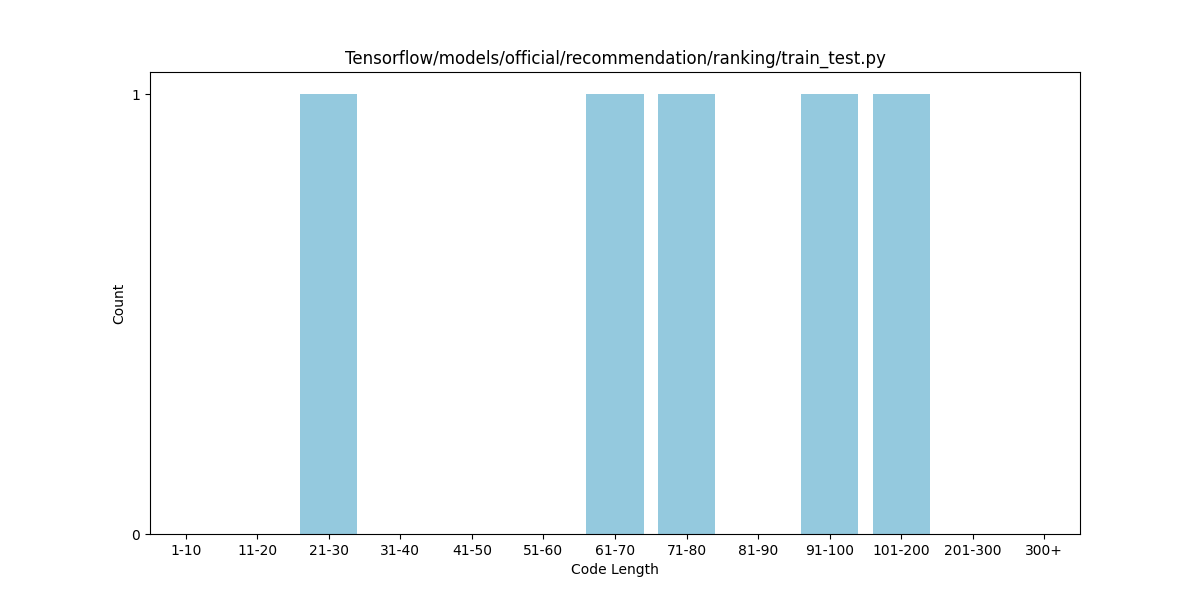 Tensorflow/models/official/recommendation/ranking/train_test.py
1
0
Count
1-10 11-20 21-30 31-40 41-50 51-60 61-70 71-80 81-90 91-100 101-200 201-300 300+
Code Length